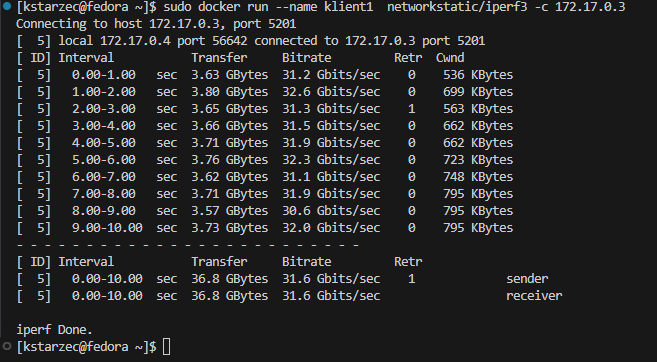 [kstarzec@fedora ~]$ sudo docker run --name klient1  networkstatic/iperf3 -c 172.17.0.3
Connecting to host 172.17.0.3, port 5201
[  5] local 172.17.0.4 port 56642 connected to 172.17.0.3 port 5201
[ ID] Interval           Transfer     Bitrate         Retr  Cwnd
[  5]   0.00-1.00   sec  3.63 GBytes  31.2 Gbits/sec    0    536 KBytes
[  5]   1.00-2.00   sec  3.80 GBytes  32.6 Gbits/sec    0    699 KBytes
[  5]   2.00-3.00   sec  3.65 GBytes  31.3 Gbits/sec    1    563 KBytes
[  5]   3.00-4.00   sec  3.66 GBytes  31.5 Gbits/sec    0    662 KBytes
[  5]   4.00-5.00   sec  3.71 GBytes  31.9 Gbits/sec    0    662 KBytes
[  5]   5.00-6.00   sec  3.76 GBytes  32.3 Gbits/sec    0    723 KBytes
[  5]   6.00-7.00   sec  3.62 GBytes  31.1 Gbits/sec    0    748 KBytes
[  5]   7.00-8.00   sec  3.71 GBytes  31.9 Gbits/sec    0    795 KBytes
[  5]   8.00-9.00   sec  3.57 GBytes  30.6 Gbits/sec    0    795 KBytes
[  5]   9.00-10.00  sec  3.73 GBytes  32.0 Gbits/sec    0    795 KBytes
- - - - - - - - - - - - - - - - - - - - - - - - -
[ ID] Interval           Transfer     Bitrate         Retr
[  5]   0.00-10.00  sec  36.8 GBytes  31.6 Gbits/sec    1             sender
[  5]   0.00-10.00  sec  36.8 GBytes  31.6 Gbits/sec                  receiver
iperf Done.
[kstarzec@fedora ~]$